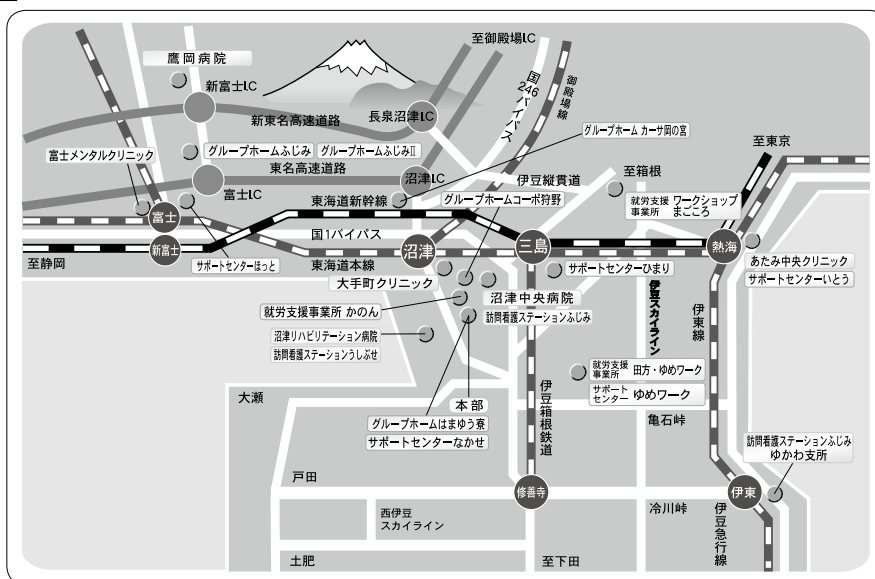 鷹岡病院
新富士I.C
至御殿場I.C
国246バイパス
御殿場線
新東名高速道路
長泉沼津I.C
グループホーム カーサ岡の宮
至東京
富士メンタルクリニック
グループホームふじみ
グループホームふじみⅡ
東名高速道路
沼津I.C
伊豆縦貫道
至箱根
富士I.C
東海道新幹線
グループホームコーポ狩野
就労支援事業所 ワークショップまごころ
富士
新富士
国1バイパス
沼津
三島
熱海
至静岡
サポートセンターほっと
東海道本線
大手町クリニック
サポートセンターひまり
あたみ中央クリニック
サポートセンターいとう
就労支援事業所 かのん
沼津中央病院
訪問看護ステーションふじみ
伊豆スカイライン
伊東線
沼津リハビリテーション病院
訪問看護ステーションうしぶせ
就労支援事業所 田方・ゆめワーク
サポートセンター ゆめワーク
大瀬
本部
伊豆箱根鉄道
グループホームはまゆう寮
サポートセンターなかせ
亀石峠
訪問看護ステーションふじみ
ゆかわ支所
戸田
修善寺
伊東
西伊豆
スカイライン
冷川峠
伊豆急行線
土肥
至下田